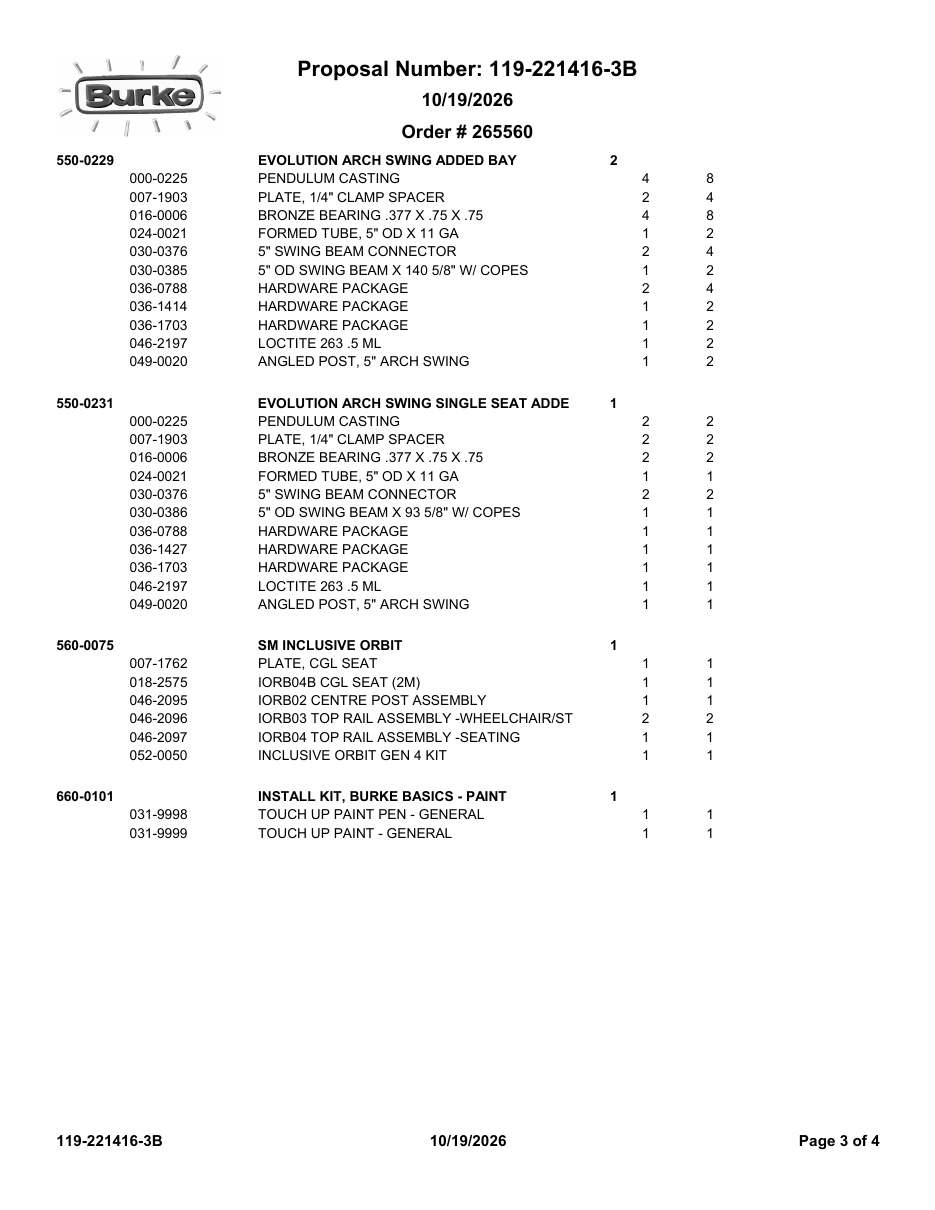 Burke
Proposal Number: 119-221416-3B
10/19/2026
Order # 265560
550-0229 EVOLUTION ARCH SWING ADDED BAY 2
000-0225 PENDULUM CASTING 4 8
007-1903 PLATE, 1/4" CLAMP SPACER 2 4
016-0006 BRONZE BEARING .377 X .75 X .75 4 8
024-0021 FORMED TUBE, 5" OD X 11 GA 1 2
030-0376 5" SWING BEAM CONNECTOR 2 4
030-0385 5" OD SWING BEAM X 140 5/8" W/ COPES 1 2
036-0788 HARDWARE PACKAGE 2 4
036-1414 HARDWARE PACKAGE 1 2
036-1703 HARDWARE PACKAGE 1 2
046-2197 LOCTITE 263 .5 ML 1 2
049-0020 ANGLED POST, 5" ARCH SWING 1 2
550-0231 EVOLUTION ARCH SWING SINGLE SEAT ADDE 1
000-0225 PENDULUM CASTING 2 2
007-1903 PLATE, 1/4" CLAMP SPACER 2 2
016-0006 BRONZE BEARING .377 X .75 X .75 2 2
024-0021 FORMED TUBE, 5" OD X 11 GA 1 1
030-0376 5" SWING BEAM CONNECTOR 2 2
030-0386 5" OD SWING BEAM X 93 5/8" W/ COPES 1 1
036-0788 HARDWARE PACKAGE 1 1
036-1427 HARDWARE PACKAGE 1 1
036-1703 HARDWARE PACKAGE 1 1
046-2197 LOCTITE 263 .5 ML 1 1
049-0020 ANGLED POST, 5" ARCH SWING 1 1
560-0075 SM INCLUSIVE ORBIT 1
007-1762 PLATE, CGL SEAT 1 1
018-2575 IORB04B CGL SEAT (2M) 1 1
046-2095 IORB02 CENTRE POST ASSEMBLY 1 1
046-2096 IORB03 TOP RAIL ASSEMBLY -WHEELCHAIR/ST 2 2
046-2097 IORB04 TOP RAIL ASSEMBLY -SEATING 1 1
052-0050 INCLUSIVE ORBIT GEN 4 KIT 1 1
660-0101 INSTALL KIT, BURKE BASICS - PAINT 1
031-9998 TOUCH UP PAINT PEN - GENERAL 1 1
031-9999 TOUCH UP PAINT - GENERAL 1 1
119-221416-3B 10/19/2026 Page 3 of 4